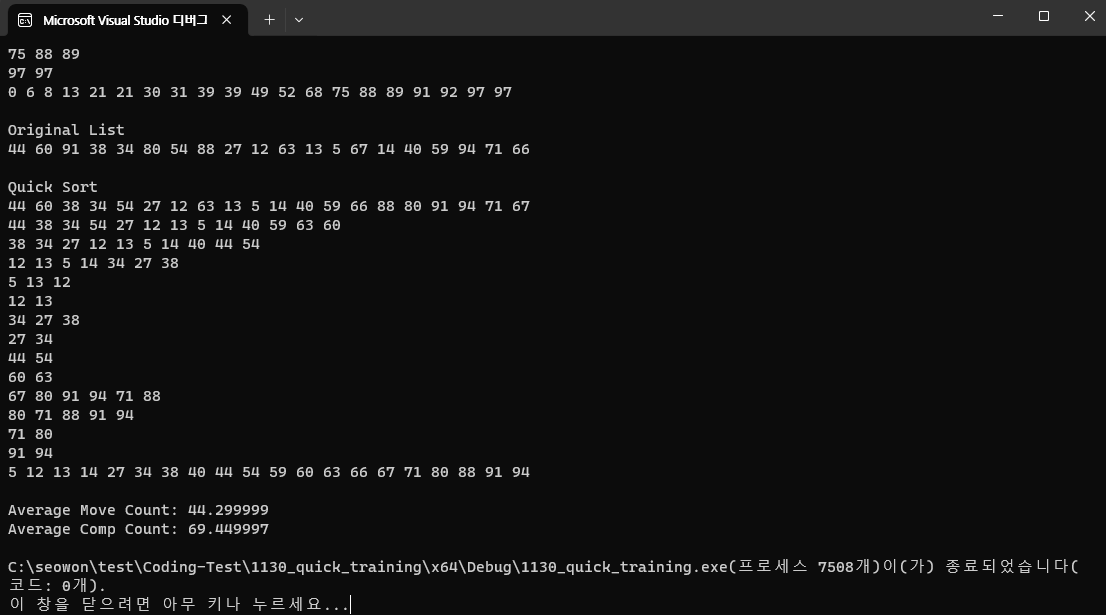 Microsoft Visual Studio 디버그
75 88 89
97 97
0 6 8 13 21 21 30 31 39 39 49 52 68 75 88 89 91 92 97 97
Original List
44 60 91 38 34 80 54 88 27 12 63 13 5 67 14 40 59 94 71 66
Quick Sort
44 60 38 34 54 27 12 63 13 5 14 40 59 66 88 80 91 94 71 67
44 38 34 54 27 12 13 5 14 40 59 63 60
38 34 27 12 13 5 14 40 44 54
12 13 5 14 34 27 38
5 13 12
12 13
34 27 38
27 34
44 54
60 63
67 80 91 94 71 88
80 71 88 91 94
71 80
91 94
5 12 13 14 27 34 38 40 44 54 59 60 63 66 67 71 80 88 91 94
Average Move Count: 44.299999
Average Comp Count: 69.449997
C:\seowon\test\Coding-Test\1130_quick_training\x64\Debug\1130_quick_training.exe(프로세스 7508개)이(가) 종료되었습니다(
코드: 0개).
이 창을 닫으려면 아무 키나 누르세요...